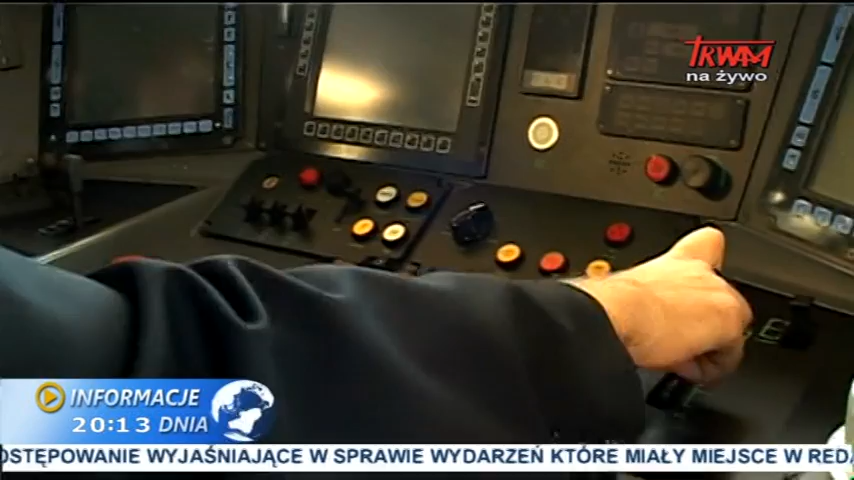 TRWAM
na żywo
INFORMACJE
20:13 DNIA
OSTĘPOWANIE WYJAŚNIAJĄCE W SPRAWIE WYDARZEŃ KTÓRE MIAŁY MIEJSCE W REDA